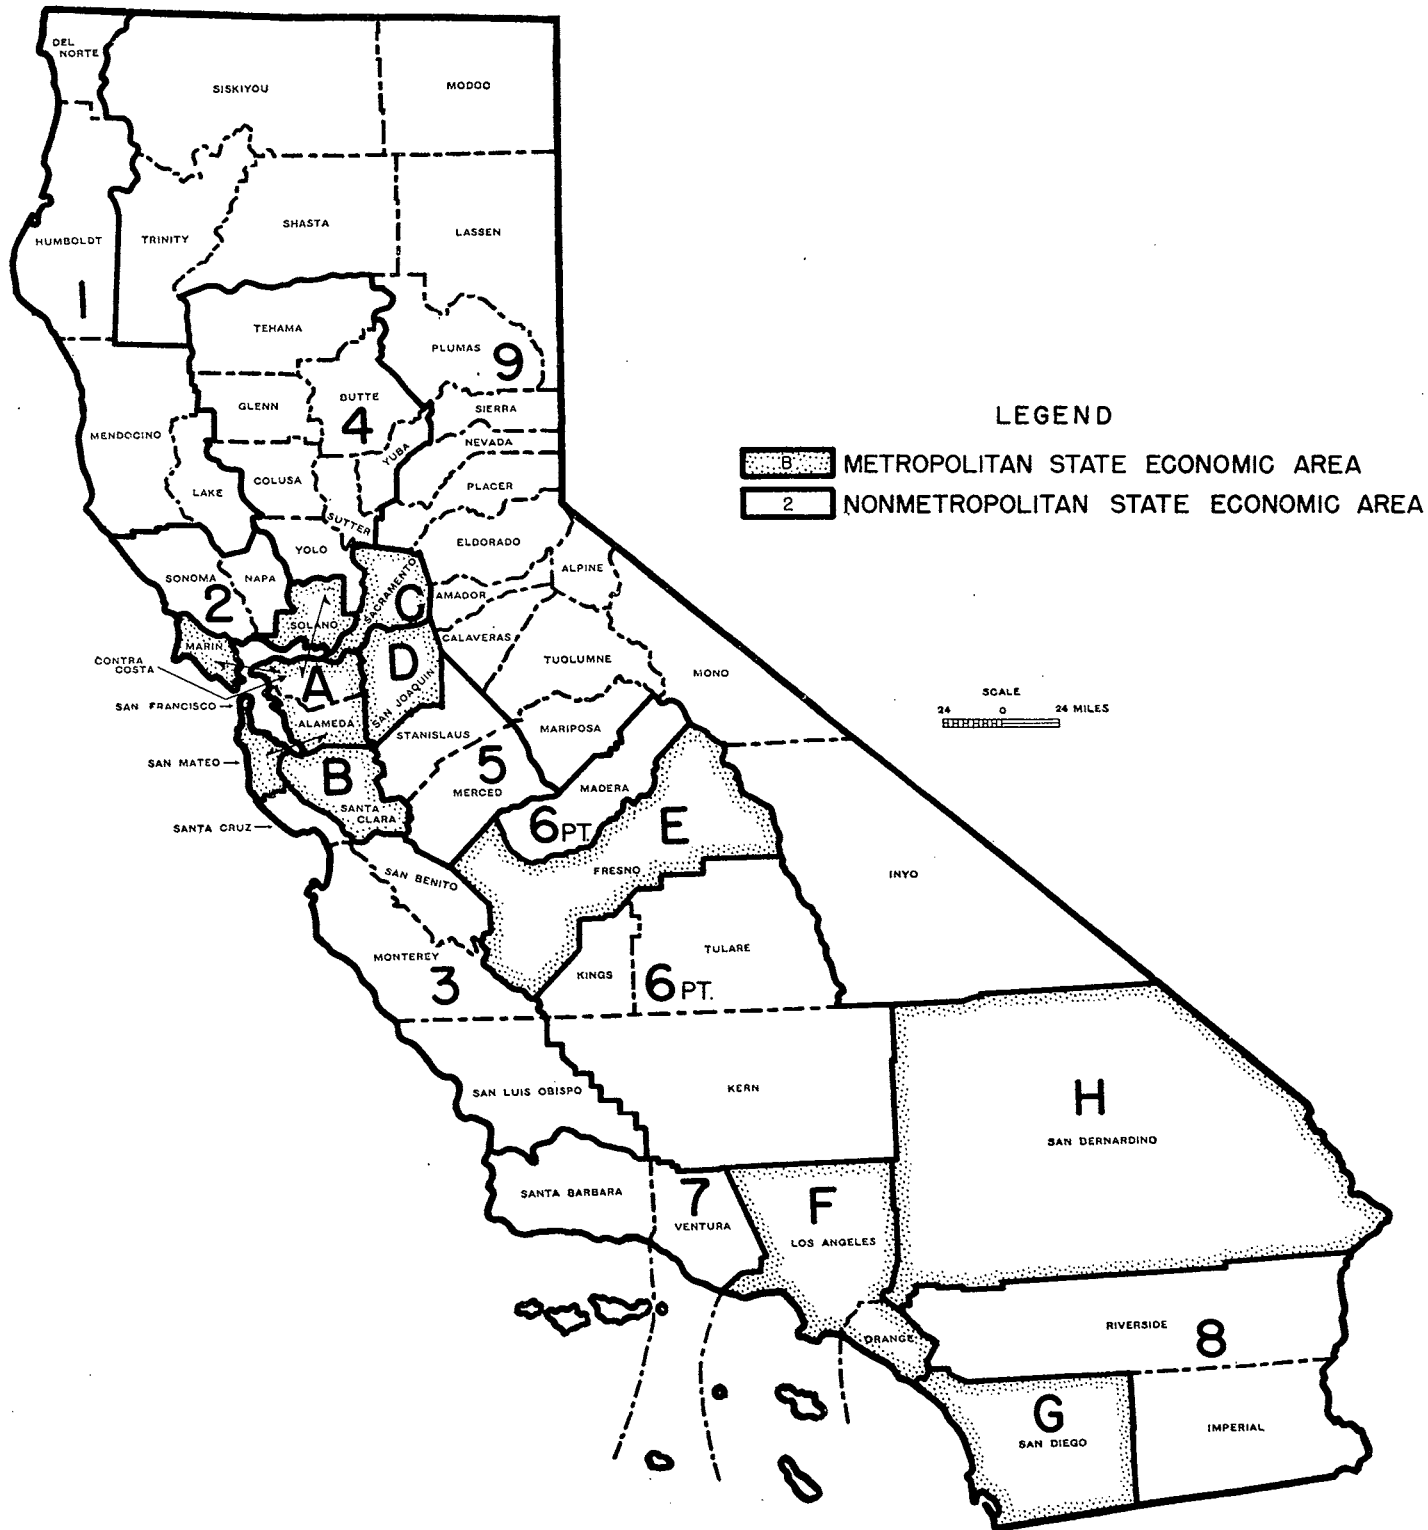 DEL
NORTE
SISKIYOU
MODOC
HUMBOLDT
TRINITY
SHASTA
LASSEN
1
TEHAMA
PLUMAS
9
GLENN
BUTTE
4
SIERRA
LEGEND
MENDOCINO
YUBA
NEVADA
B METROPOLITAN STATE ECONOMIC AREA
LAKE
COLUSA
PLACER
2 NONMETROPOLITAN STATE ECONOMIC AREA
SUTTER
YOLO
ELDORADO
ALPINE
SONOMA
NAPA
2
SACRAMENTO
C
AMADOR
SOLANO
CALAVERAS
MARIN
CONTRA
COSTA
D
TUOLUMNE
MONO
A
SAN JOAQUIN
SAN FRANCISCO
ALAMEDA
STANISLAUS
MARIPOSA
SCALE
24 0 24 MILES
SAN MATEO
B
5
MERCED
MADERA
SANTA
CLARA
SANTA CRUZ
6 PT.
E
SAN BENITO
FRESNO
INYO
MONTEREY
3
KINGS
TULARE
6 PT.
SAN LUIS OBISPO
KERN
H
SAN BERNARDINO
SANTA BARBARA
7
VENTURA
F
LOS ANGELES
ORANGE
RIVERSIDE
8
G
SAN DIEGO
IMPERIAL